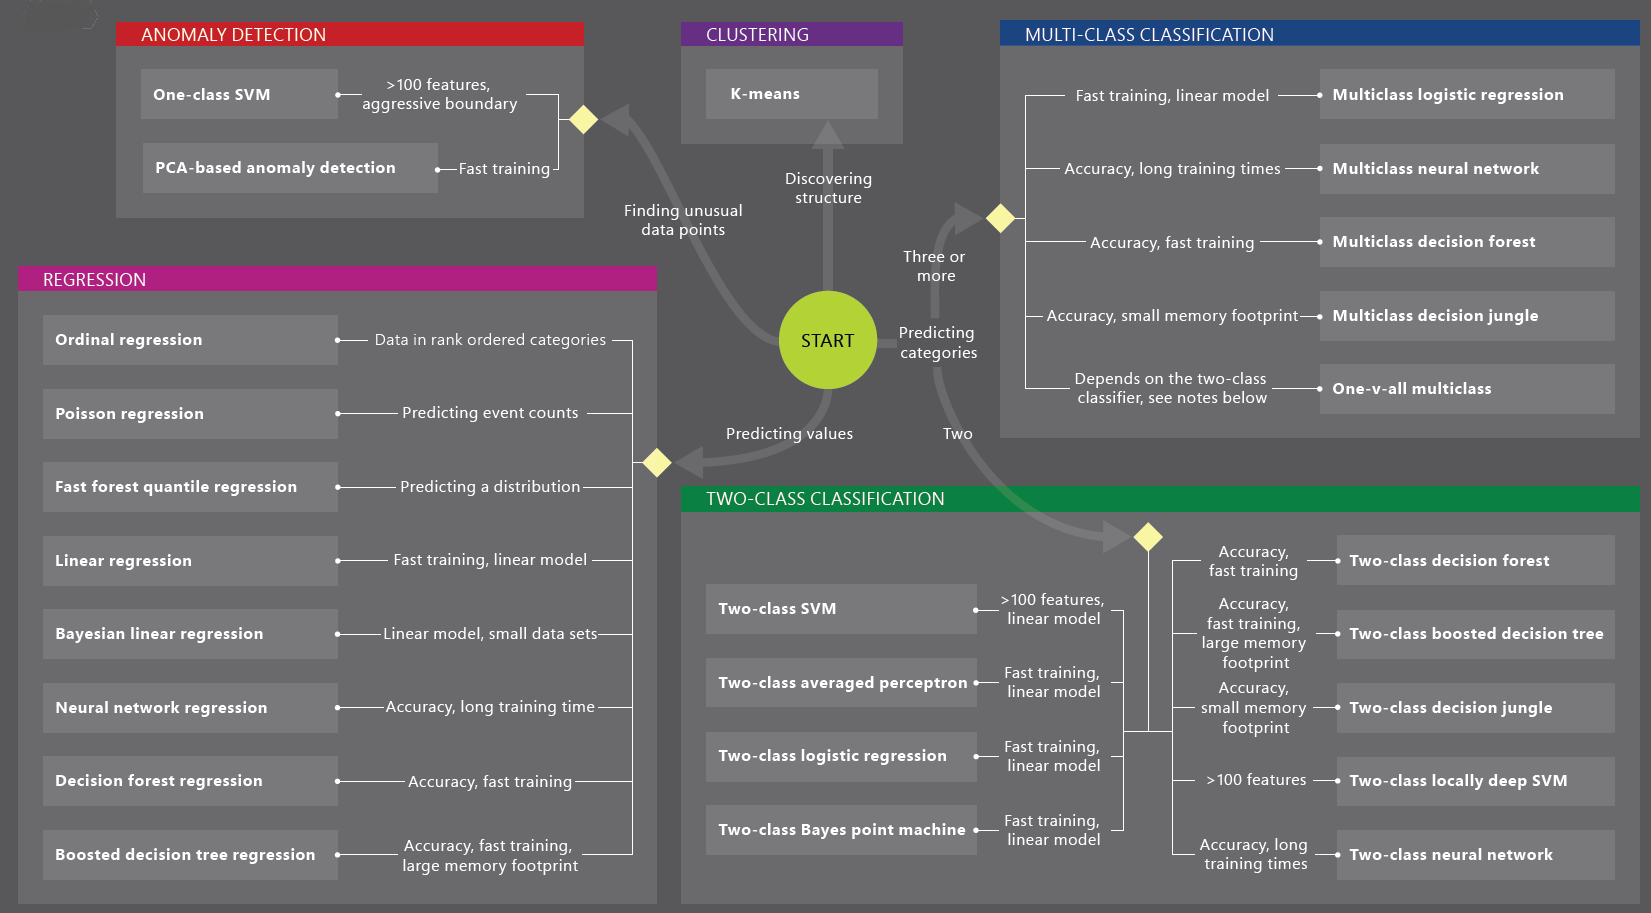 ANOMALY DETECTION
One-class SVM
>100 features,
aggressive boundary
PCA-based anomaly detection
Fast training
CLUSTERING
K-means
MULTI-CLASS CLASSIFICATION
Fast training, linear model
Multiclass logistic regression
Accuracy, long training times
Multiclass neural network
Accuracy, fast training
Multiclass decision forest
Accuracy, small memory footprint
Multiclass decision jungle
Depends on the two-class
classifier, see notes below
One-v-all multiclass
Finding unusual
data points
Discovering
structure
Three or
more
START
Predicting
categories
Predicting values
Two
REGRESSION
Ordinal regression
Data in rank ordered categories
Poisson regression
Predicting event counts
Fast forest quantile regression
Predicting a distribution
Linear regression
Fast training, linear model
Bayesian linear regression
Linear model, small data sets
Neural network regression
Accuracy, long training time
Decision forest regression
Accuracy, fast training
Boosted decision tree regression
Accuracy, fast training,
large memory footprint
TWO-CLASS CLASSIFICATION
Two-class SVM
>100 features,
linear model
Two-class averaged perceptron
Fast training,
linear model
Two-class logistic regression
Fast training,
linear model
Two-class Bayes point machine
Fast training,
linear model
Accuracy,
fast training
Two-class decision forest
Accuracy,
fast training,
large memory
footprint
Two-class boosted decision tree
Accuracy,
small memory
footprint
Two-class decision jungle
>100 features
Two-class locally deep SVM
Accuracy, long
training times
Two-class neural network